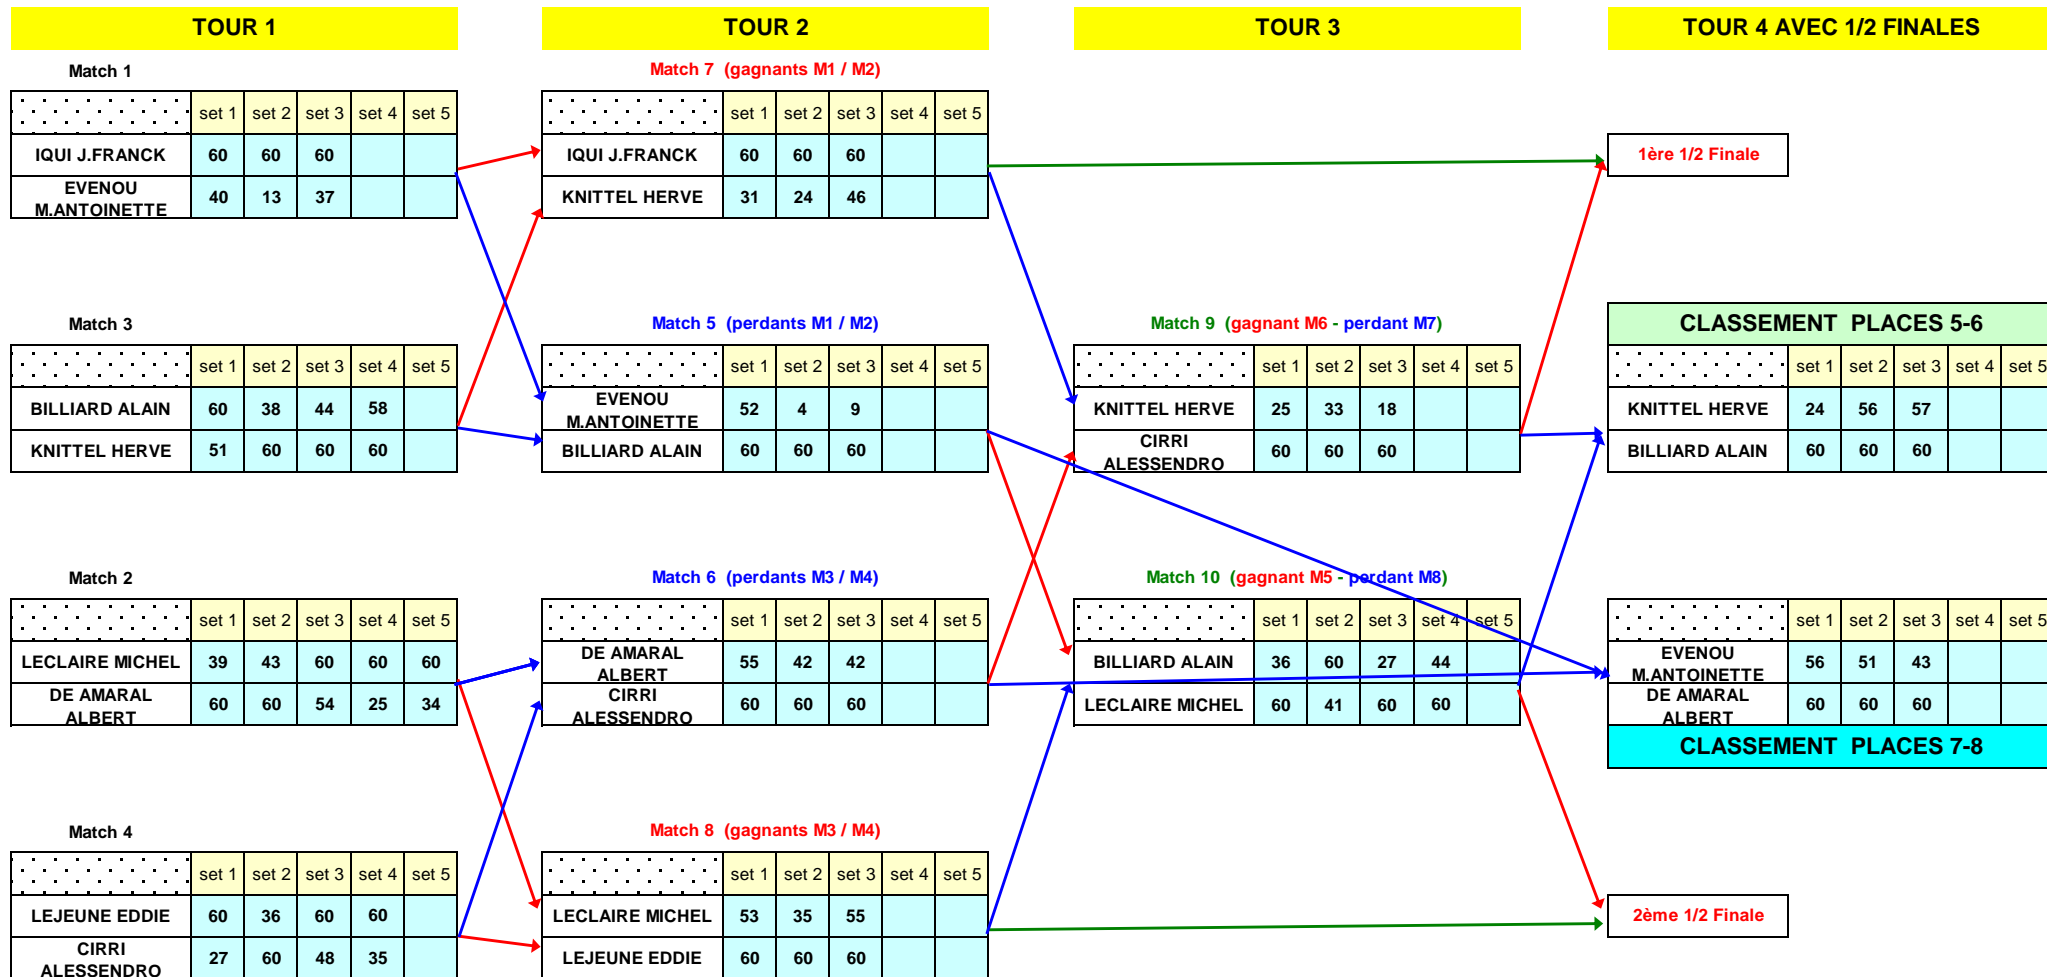 TOUR 1 TOUR 2 TOUR 3 TOUR 4 AVEC 1/2 FINALES
Match 1 Match 7 (gagnants M1 / M2)
set 1 set 2 set 3 set 4 set 5 set 1 set 2 set 3 set 4 set 5
IQUI J.FRANCK 60 60 60 IQUI J.FRANCK 60 60 60 1ère 1/2 Finale
EVENOU M.ANTOINETTE 40 13 37 KNITTEL HERVE 31 24 46
CLASSEMENT PLACES 5-6
Match 3 Match 5 (perdants M1 / M2) Match 9 (gagnant M6 - perdant M7)
set 1 set 2 set 3 set 4 set 5 set 1 set 2 set 3 set 4 set 5 set 1 set 2 set 3 set 4 set 5 set 1 set 2 set 3 set 4 set 5
BILLIARD ALAIN 60 38 44 58 EVENOU M.ANTOINETTE 52 4 9 KNITTEL HERVE 25 33 18 KNITTEL HERVE 24 56 57
KNITTEL HERVE 51 60 60 60 BILLIARD ALAIN 60 60 60 CIRRI ALESSENDRO 60 60 60 BILLIARD ALAIN 60 60 60
Match 2 Match 6 (perdants M3 / M4) Match 10 (gagnant M5 - perdant M8)
set 1 set 2 set 3 set 4 set 5 set 1 set 2 set 3 set 4 set 5 set 1 set 2 set 3 set 4 set 5 set 1 set 2 set 3 set 4 set 5
LECLAIRE MICHEL 39 43 60 60 60 DE AMARAL ALBERT 55 42 42 BILLIARD ALAIN 36 60 27 44 EVENOU M.ANTOINETTE 56 51 43
DE AMARAL ALBERT 60 60 54 25 34 CIRRI ALESSENDRO 60 60 60 LECLAIRE MICHEL 60 41 60 60 DE AMARAL ALBERT 60 60 60
CLASSEMENT PLACES 7-8
Match 4 Match 8 (gagnants M3 / M4)
set 1 set 2 set 3 set 4 set 5 set 1 set 2 set 3 set 4 set 5
LEJEUNE EDDIE 60 36 60 60 LECLAIRE MICHEL 53 35 55 2ème 1/2 Finale
CIRRI ALESSENDRO 27 60 48 35 LEJEUNE EDDIE 60 60 60